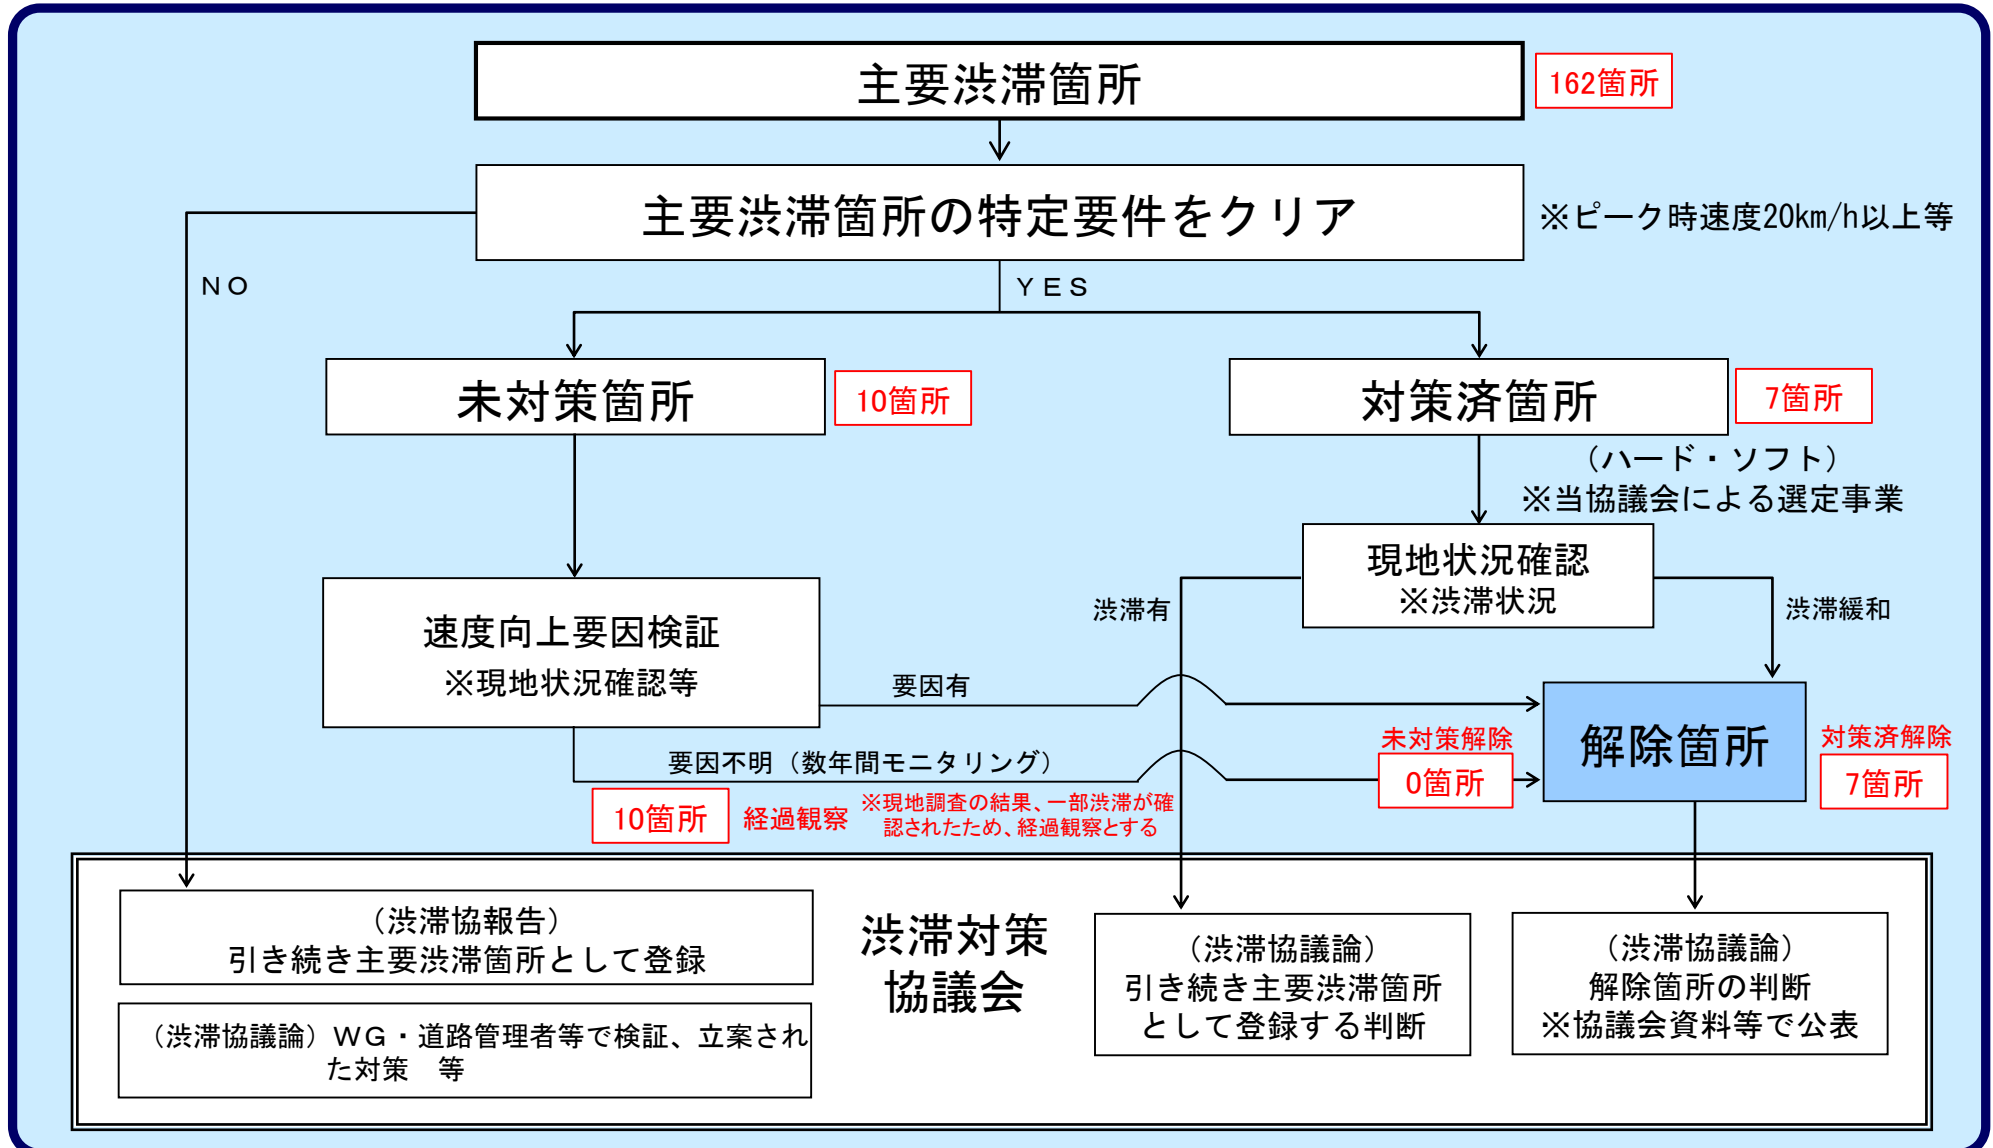 主要渋滞箇所
162箇所
主要渋滞箇所の特定要件をクリア
※ピーク時速度20km/h以上等
ＮＯ
ＹＥＳ
未対策箇所
10箇所
対策済箇所
7箇所
（ハード・ソフト）
※当協議会による選定事業
現地状況確認
※渋滞状況
渋滞有
渋滞緩和
速度向上要因検証
※現地状況確認等
要因有
要因不明（数年間モニタリング）
未対策解除
0箇所
解除箇所
対策済解除
7箇所
10箇所
経過観察
※現地調査の結果、一部渋滞が確
認されたため、経過観察とする
（渋滞協報告）
引き続き主要渋滞箇所として登録
（渋滞協議論）ＷＧ・道路管理者等で検証、立案され
た対策　等
渋滞対策
協議会
（渋滞協議論）
引き続き主要渋滞箇所
として登録する判断
（渋滞協議論）
解除箇所の判断
※協議会資料等で公表